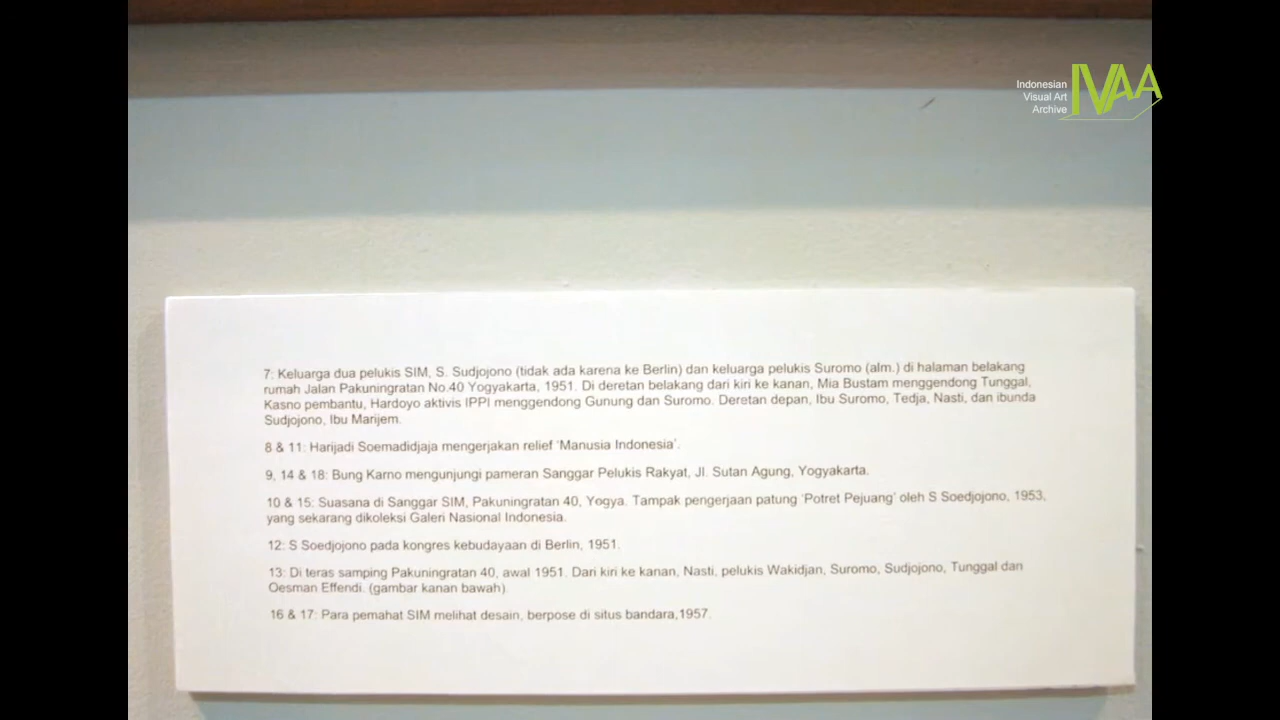 Indonesian
Visual Art
Archive
IVAA
7: Keluarga dua pelukis SIM, S. Sudjojono (tidak ada karena ke Berlin) dan keluarga pelukis Suromo (alm.) di halaman belakang
rumah Jalan Pakuningratan No.40 Yogyakarta, 1951. Di deretan belakang dari kiri ke kanan, Mia Bustam menggendong Tunggal,
Kasno pembantu, Hardoyo aktivis IPPI menggendong Gunung dan Suromo. Deretan depan, Ibu Suromo, Tedja, Nasti, dan ibunda
Sudjojono, Ibu Marijem.
8 & 11: Harijadi Soemadidjaja mengerjakan relief 'Manusia Indonesia'.
9, 14 & 18: Bung Karno mengunjungi pameran Sanggar Pelukis Rakyat, Jl. Sutan Agung, Yogyakarta.
10 & 15: Suasana di Sanggar SIM, Pakuningratan 40, Yogya. Tampak pengerjaan patung 'Potret Pejuang' oleh S Soedjojono, 1953,
yang sekarang dikoleksi Galeri Nasional Indonesia.
12: S Soedjojono pada kongres kebudayaan di Berlin, 1951.
13: Di teras samping Pakuningratan 40, awal 1951. Dari kiri ke kanan, Nasti, pelukis Wakidjan, Suromo, Sudjojono, Tunggal dan
Oesman Effendi. (gambar kanan bawah)
16 & 17: Para pemahat SIM melihat desain, berpose di situs bandara,1957.